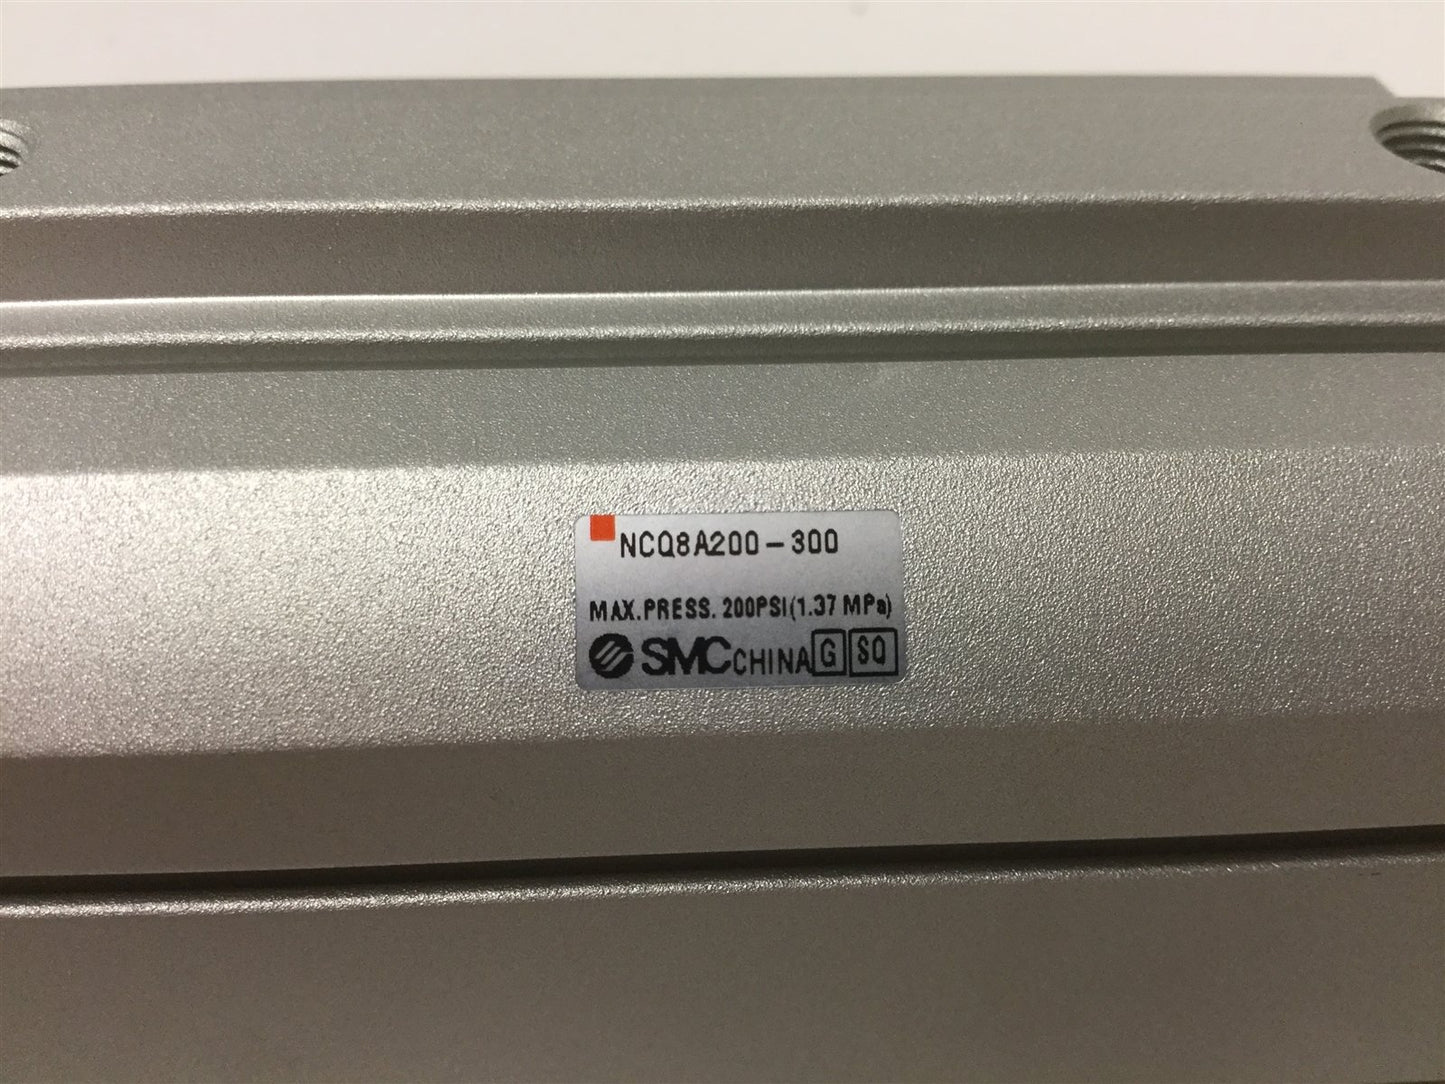 NCQ8A200-300
MAX.PRESS. 200PSI(1.37 MPa)
SMC CHINA G SQ